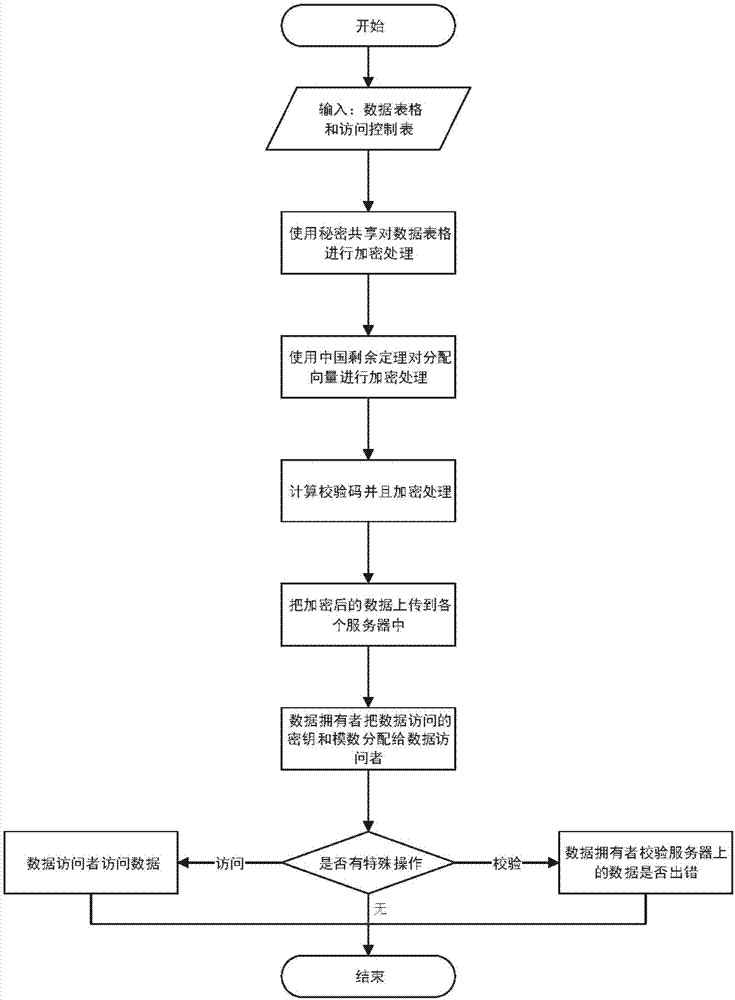 开始
输入：数据表格
和访问控制表
使用秘密共享对数据表格
进行加密处理
使用中国剩余定理对分配
向量进行加密处理
计算校验码并且加密处理
把加密后的数据上传到各
个服务器中
数据拥有者把数据访问的
密钥和模数分配给数据访
问者
数据访问者访问数据
访问
是否有特殊操作
校验
数据拥有者校验服务器上
的数据是否出错
无
结束